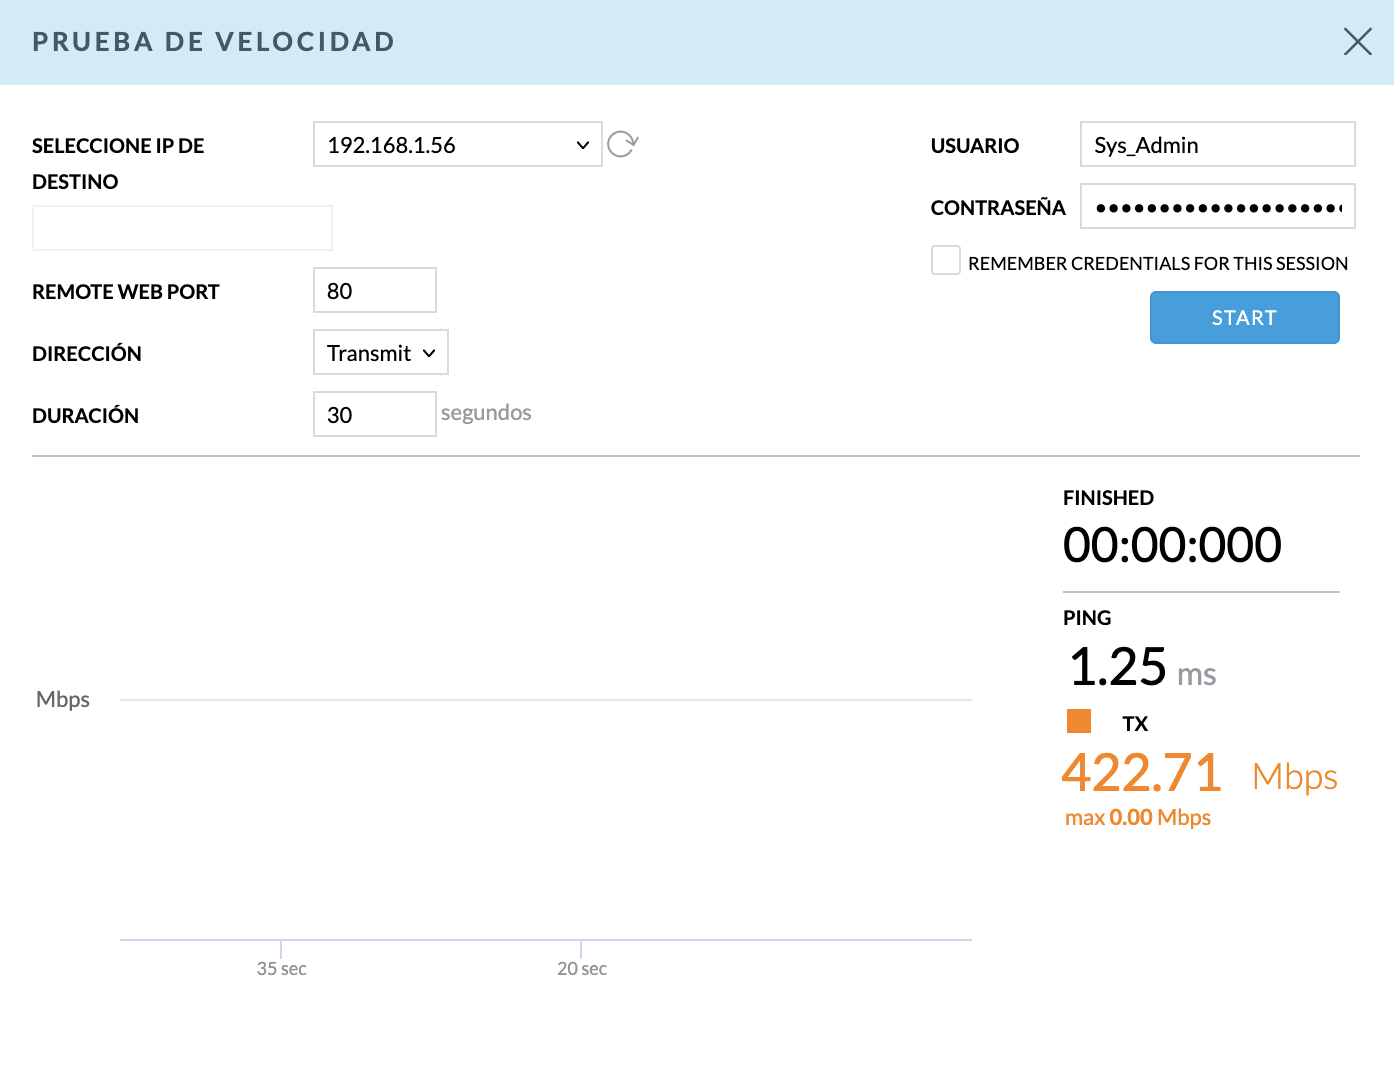 PRUEBA DE VELOCIDAD
SELECCIONE IP DE
DESTINO
192.168.1.56
REMOTE WEB PORT
80
DIRECCIÓN
Transmit
DURACIÓN
30
segundos
USUARIO
Sys_Admin
CONTRASEÑA
REMEMBER CREDENTIALS FOR THIS SESSION
START
FINISHED
00:00:000
PING
1.25 ms
TX
422.71 Mbps
max 0.00 Mbps
Mbps
35 sec
20 sec